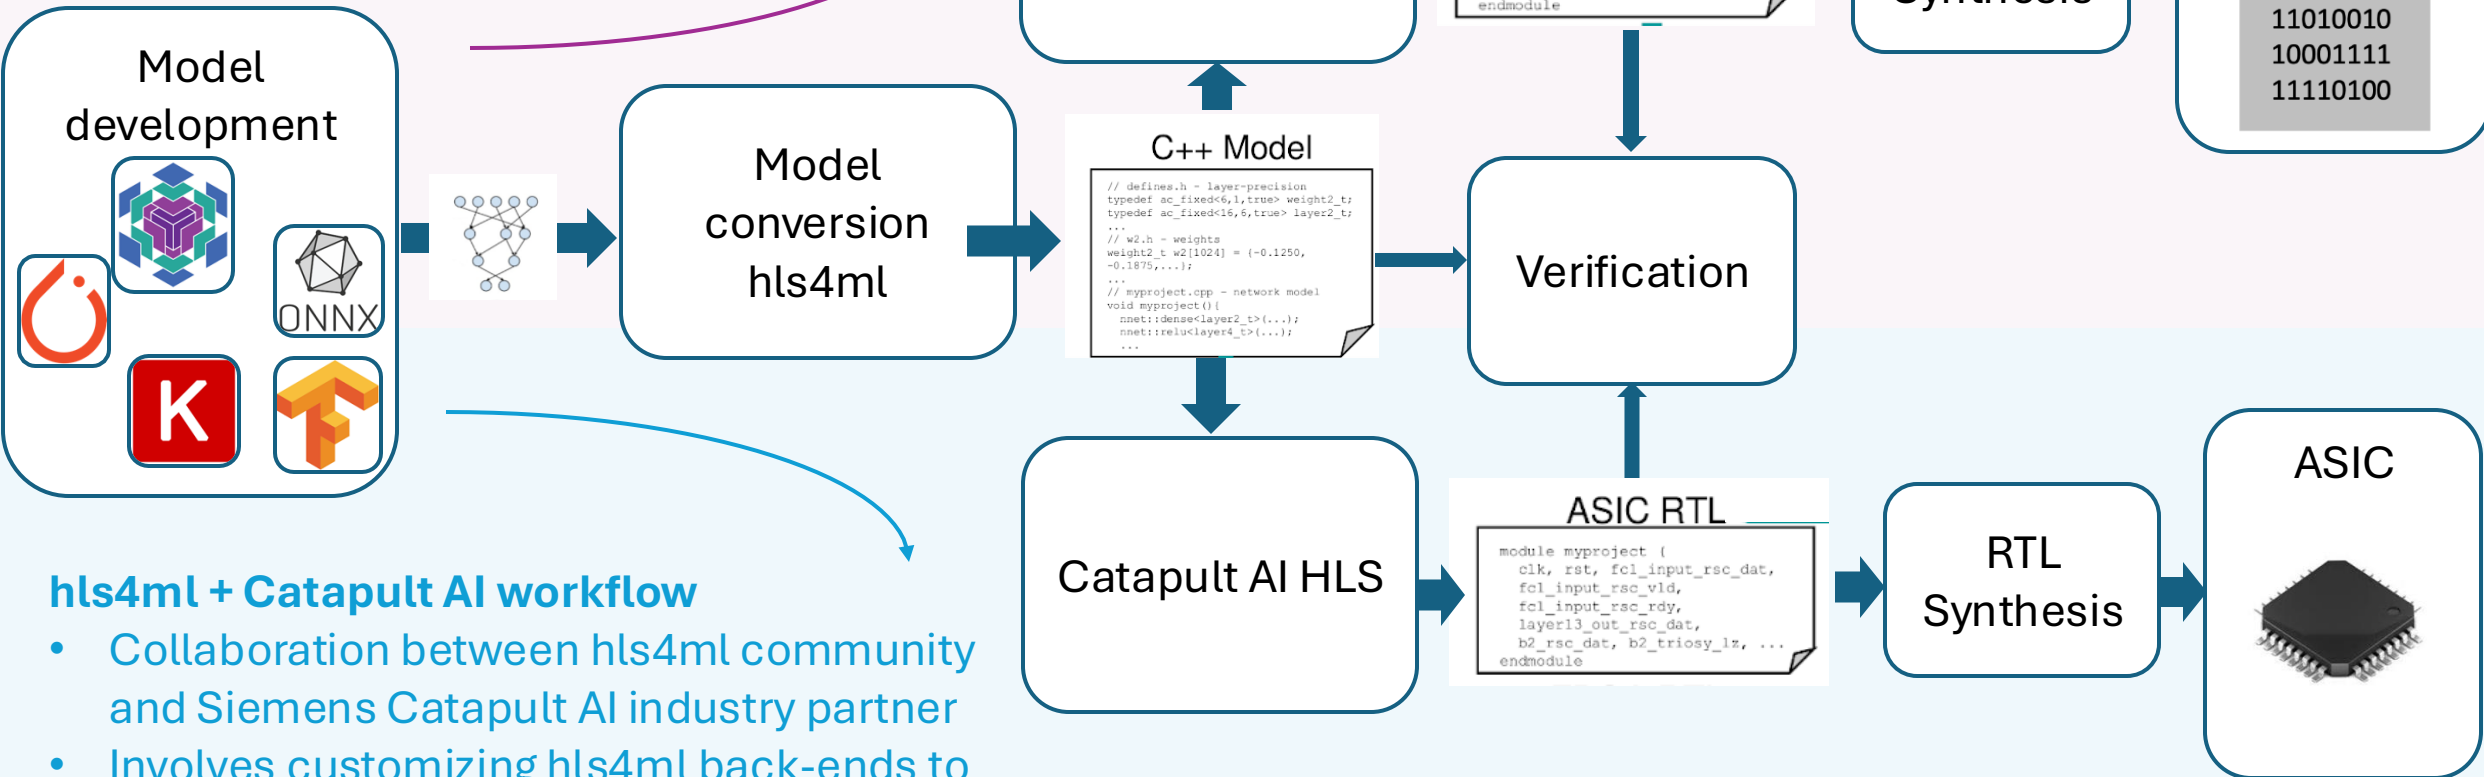 endmodule
Synthesis
11010010
10001111
11110100
Model
development
ONNX
K
Model
conversion
hls4ml
C++ Model
// defines.h - layer-precision
typedef ac_fixed<6,1,true> weight2_t;
typedef ac_fixed<16,6,true> layer2_t;
...
// w2.h - weights
weight2_t w2[1024] = {-0.1250,
-0.1875,...};
...
// myproject.cpp - network model
void myproject(){
nnet::dense<layer2_t>(...);
nnet::relu<layer4_t>(...);
...
Verification
Catapult AI HLS
ASIC RTL
module myproject (
clk, rst, fc1_input_rsc_dat,
fc1_input_rsc_vld,
fc1_input_rsc_rdy,
layer13_out_rsc_dat,
b2_rsc_dat, b2_triosy_lz, ...
endmodule
RTL
Synthesis
ASIC
hls4ml + Catapult AI workflow
• Collaboration between hls4ml community
and Siemens Catapult AI industry partner
• Involves customizing hls4ml back-ends to